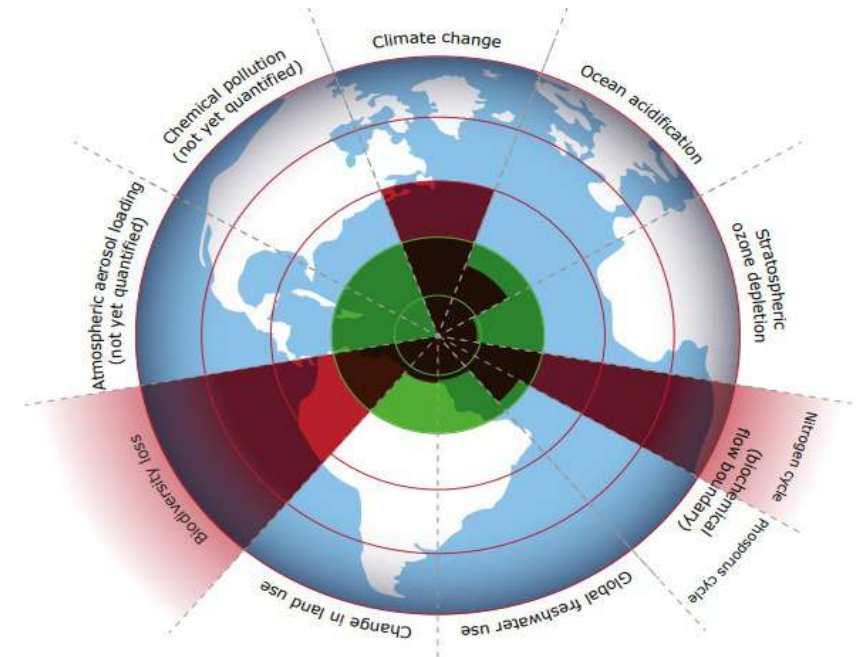 Climate change
Ocean acidification
Stratospheric
ozone depletion
Nitrogen cycle
(biochemical
flow boundary)
Phosporus cycle
Global freshwater use
Change in land use
Biodiversity loss
Atmospheric aerosol loading
(not yet quantified)
Chemical pollution
(not yet quantified)